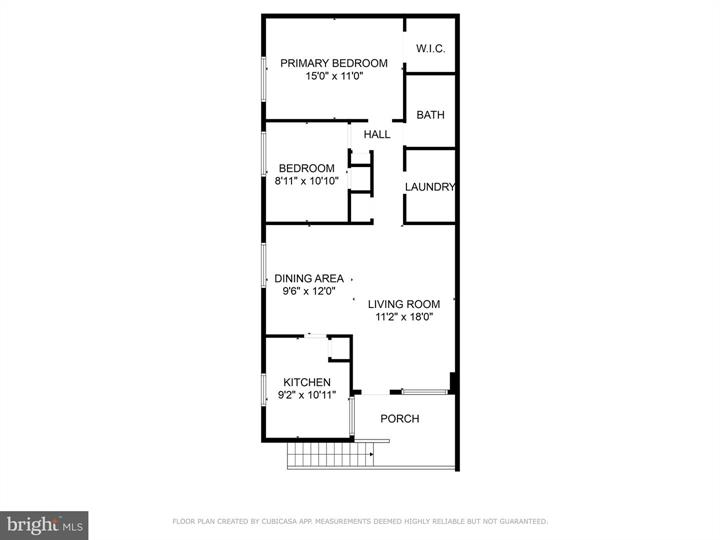 PRIMARY BEDROOM
15'0" x 11'0"
W.I.C.
BATH
HALL
BEDROOM
8'11" x 10'10"
LAUNDRY
DINING AREA
9'6" x 12'0"
LIVING ROOM
11'2" x 18'0"
KITCHEN
9'2" x 10'11"
PORCH
bright MLS
FLOOR PLAN CREATED BY CUBICASA APP. MEASUREMENTS DEEMED HIGHLY RELIABLE BUT NOT GUARANTEED.